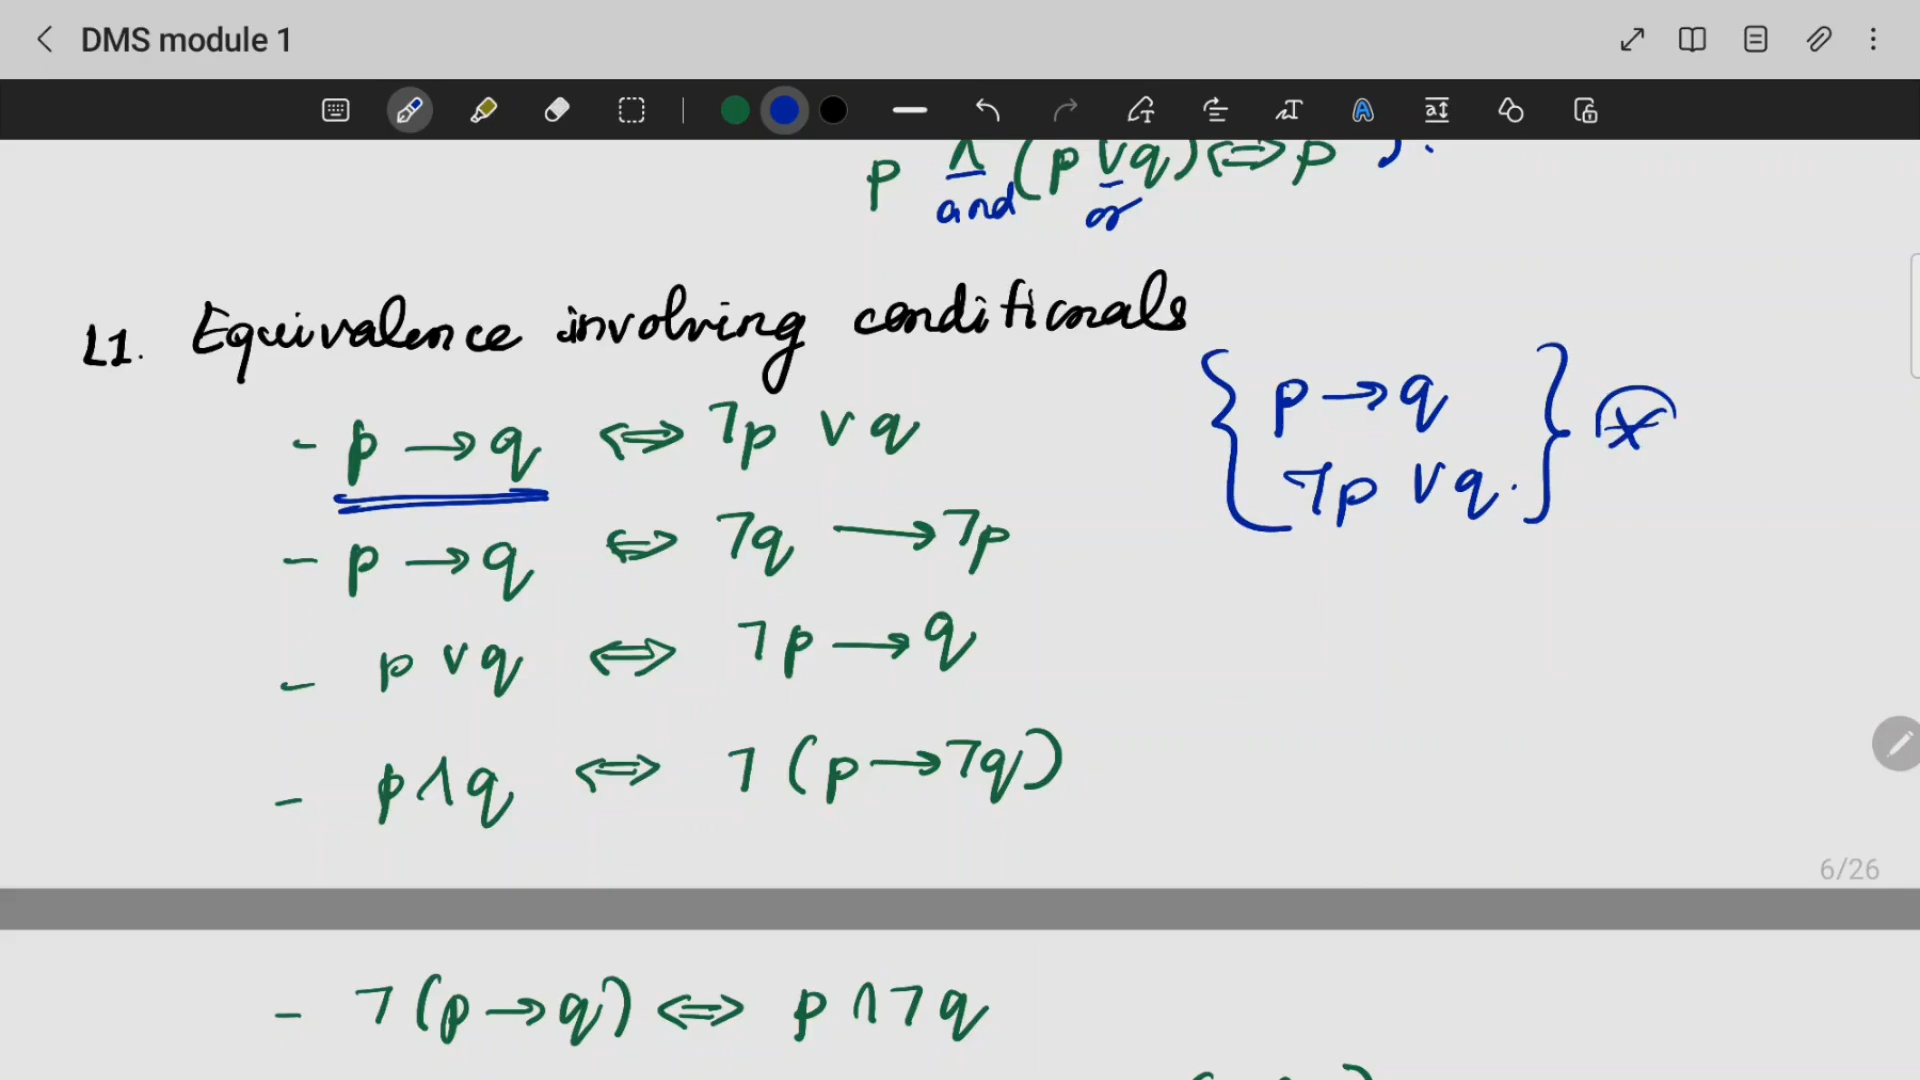 DMS module 1
p ∧ (p ∨ q) ⇔ p
and or
11. Equivalence involving conditionals
- p → q ⇔ ¬p ∨ q
p → q
¬p ∨ q.
- p → q ⇔ ¬q → ¬p
- p ∨ q ⇔ ¬p → q
- p ∧ q ⇔ ¬(p → ¬q)
6/26
- ¬(p → q) ⇔ p ∧ ¬q